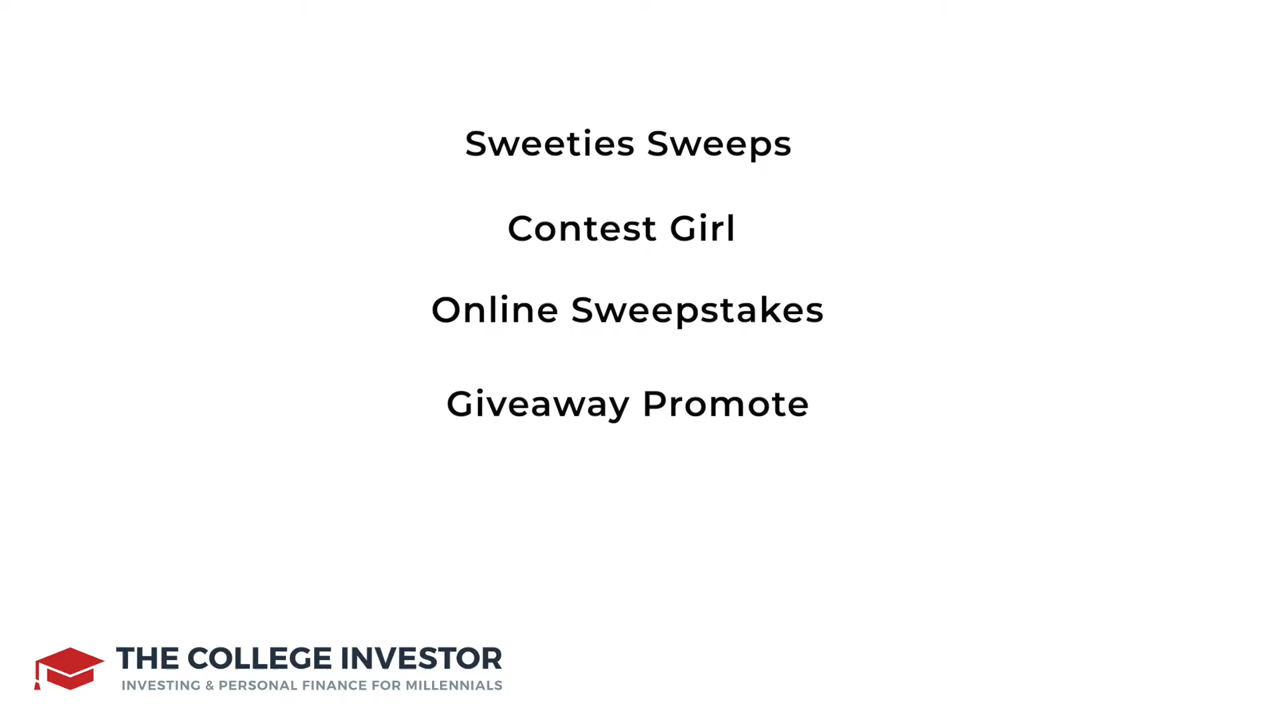 Sweeties Sweeps
Contest Girl
Online Sweepstakes
Giveaway Promote
THE COLLEGE INVESTOR
INVESTING & PERSONAL FINANCE FOR MILLENNIALS